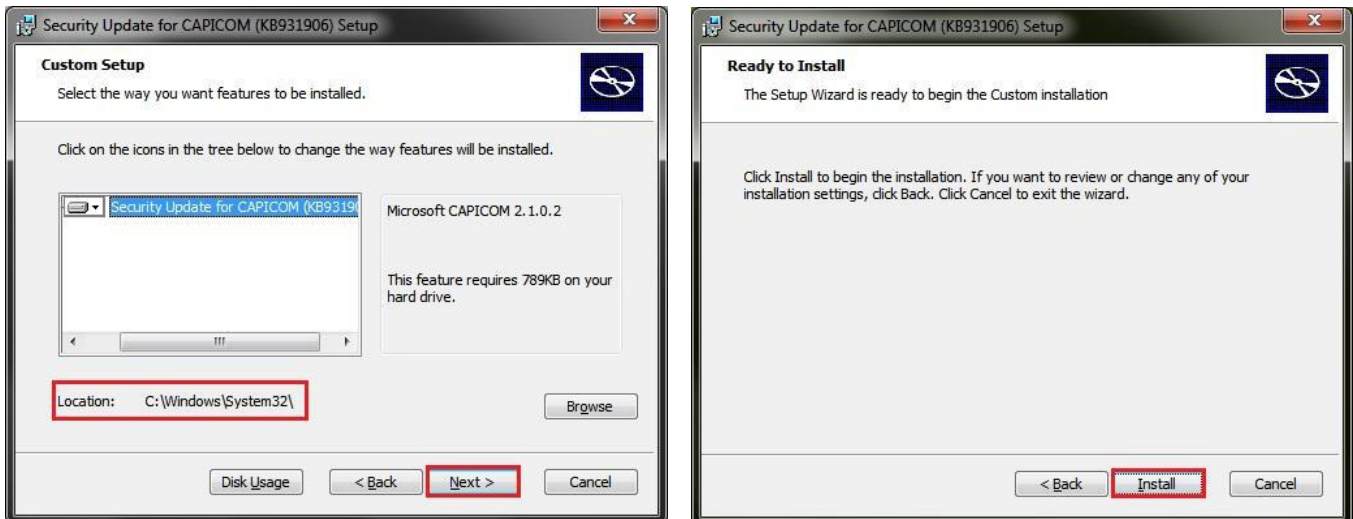 Security Update for CAPICOM (KB931906) Setup
Custom Setup
Select the way you want features to be installed.
Click on the icons in the tree below to change the way features will be installed.
Security Update for CAPICOM (KB93190
Microsoft CAPICOM 2.1.0.2
This feature requires 789KB on your
hard drive.
Location: C:\Windows\System32\
Browse
Disk Usage < Back Next > Cancel
Security Update for CAPICOM (KB931906) Setup
Ready to Install
The Setup Wizard is ready to begin the Custom installation
Click Install to begin the installation. If you want to review or change any of your
installation settings, click Back. Click Cancel to exit the wizard.
< Back Install Cancel